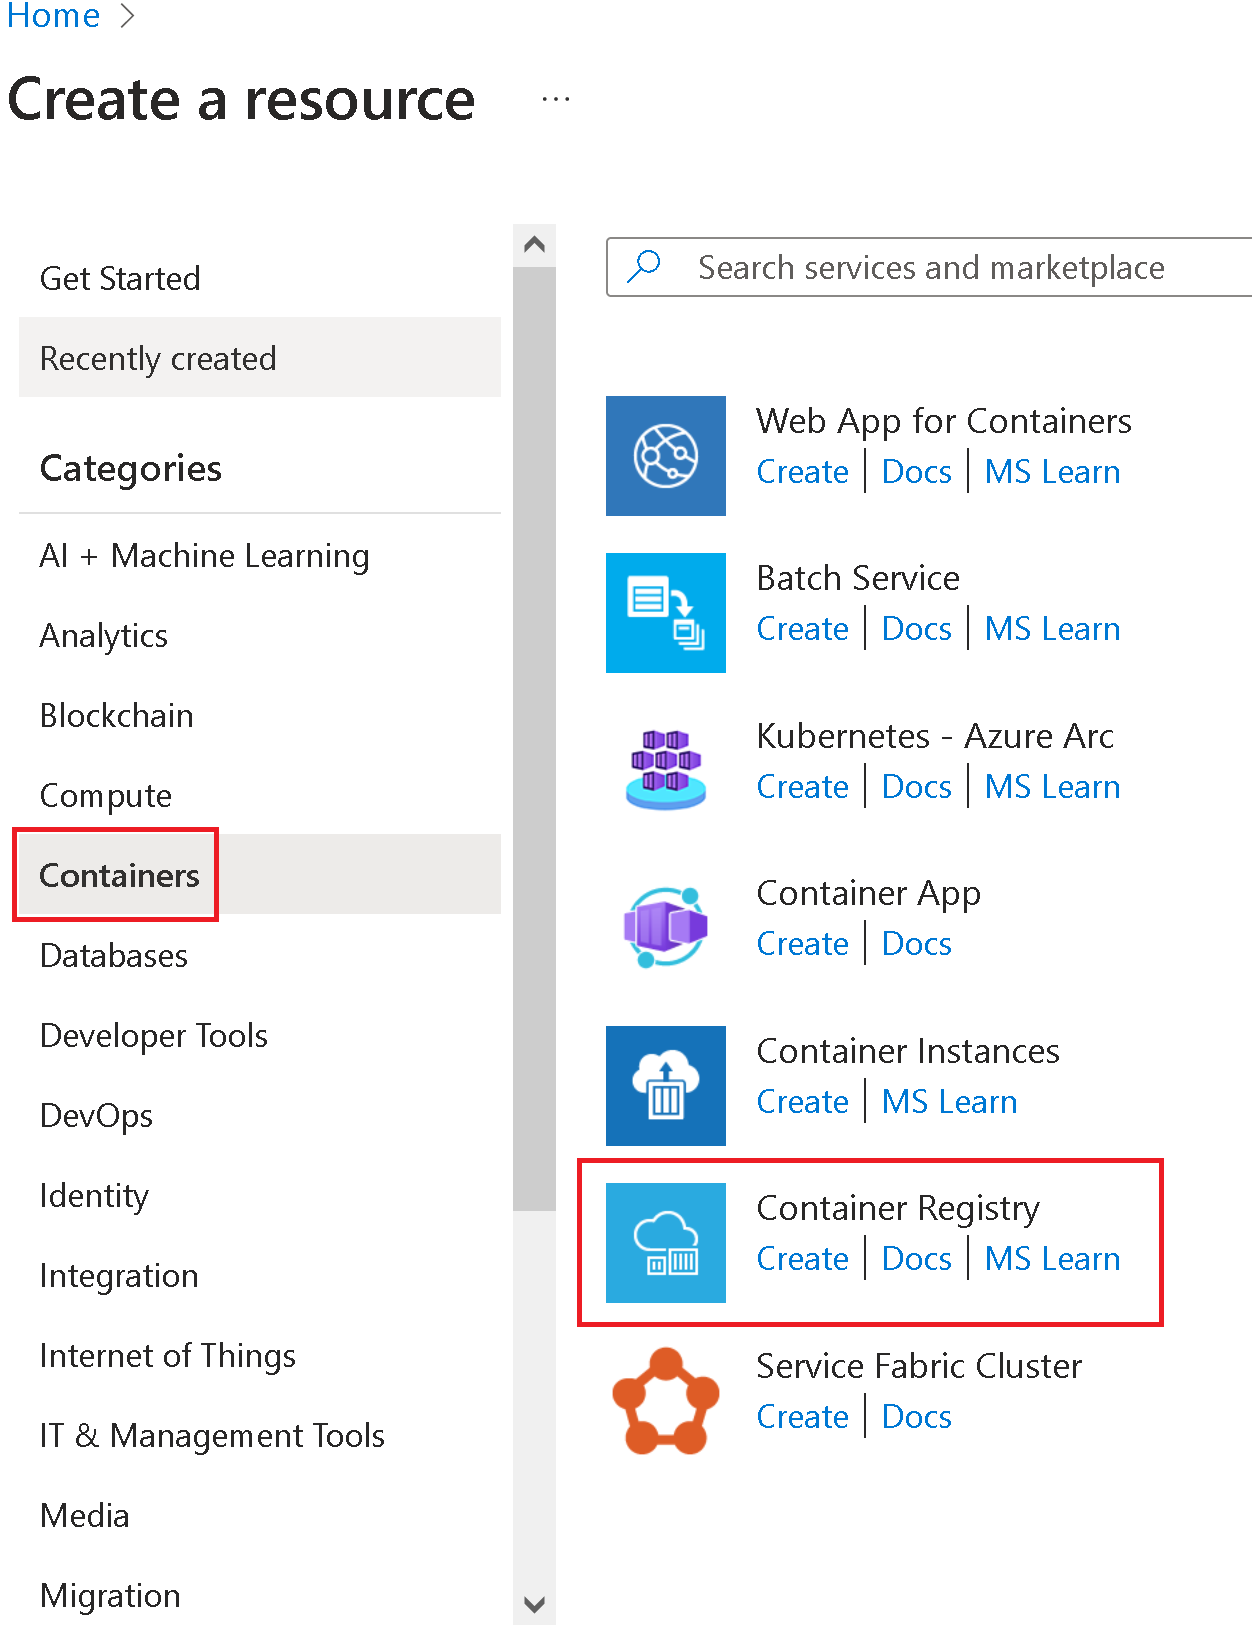 Home
Create a resource ...
Get Started
Recently created
Categories
AI + Machine Learning
Analytics
Blockchain
Compute
Containers
Databases
Developer Tools
DevOps
Identity
Integration
Internet of Things
IT & Management Tools
Media
Migration
Search services and marketplace
Web App for Containers
Create | Docs | MS Learn
Batch Service
Create | Docs | MS Learn
Kubernetes - Azure Arc
Create | Docs | MS Learn
Container App
Create | Docs
Container Instances
Create | MS Learn
Container Registry
Create | Docs | MS Learn
Service Fabric Cluster
Create | Docs